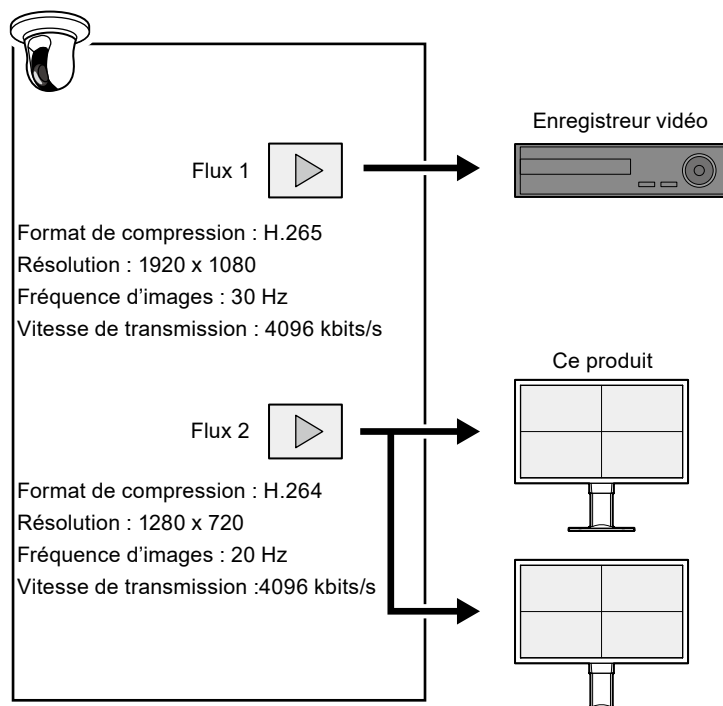 Enregistreur vidéo
Flux 1
Format de compression : H.265
Résolution : 1920 x 1080
Fréquence d’images : 30 Hz
Vitesse de transmission : 4096 kbits/s
Ce produit
Flux 2
Format de compression : H.264
Résolution : 1280 x 720
Fréquence d’images : 20 Hz
Vitesse de transmission :4096 kbits/s